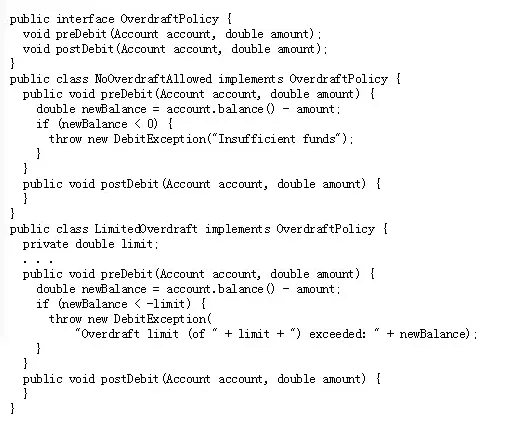 public interface OverdraftPolicy {
  void preDebit(Account account, double amount);
  void postDebit(Account account, double amount);
}
public class NoOverdraftAllowed implements OverdraftPolicy {
  public void preDebit(Account account, double amount) {
    double newBalance = account.balance() - amount;
    if (newBalance < 0) {
      throw new DebitException("Insufficient funds");
    }
  }
  public void postDebit(Account account, double amount) {
  }
}
public class LimitedOverdraft implements OverdraftPolicy {
  private double limit;
  . . .
  public void preDebit(Account account, double amount) {
    double newBalance = account.balance() - amount;
    if (newBalance < -limit) {
      throw new DebitException(
          "Overdraft limit (of " + limit + ") exceeded: " + newBalance);
    }
  }
  public void postDebit(Account account, double amount) {
  }
}